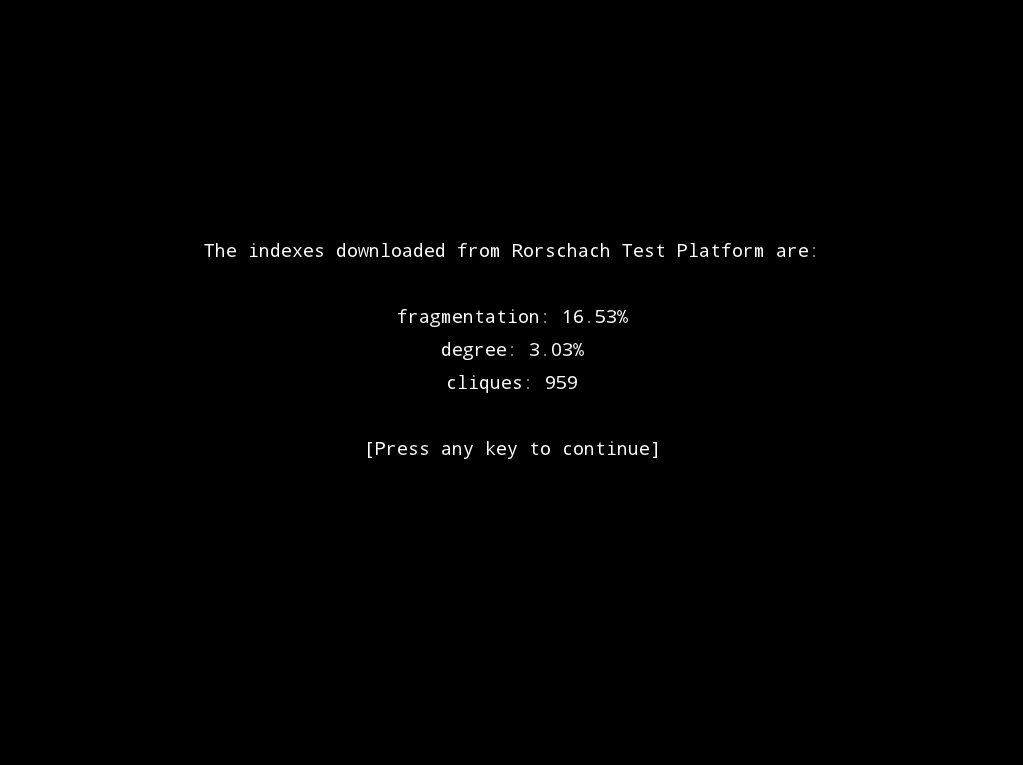 The indexes downloaded from Rorschach Test Platform are:
fragmentation: 16.53%
degree: 3.03%
cliques: 959
[Press any key to continue]